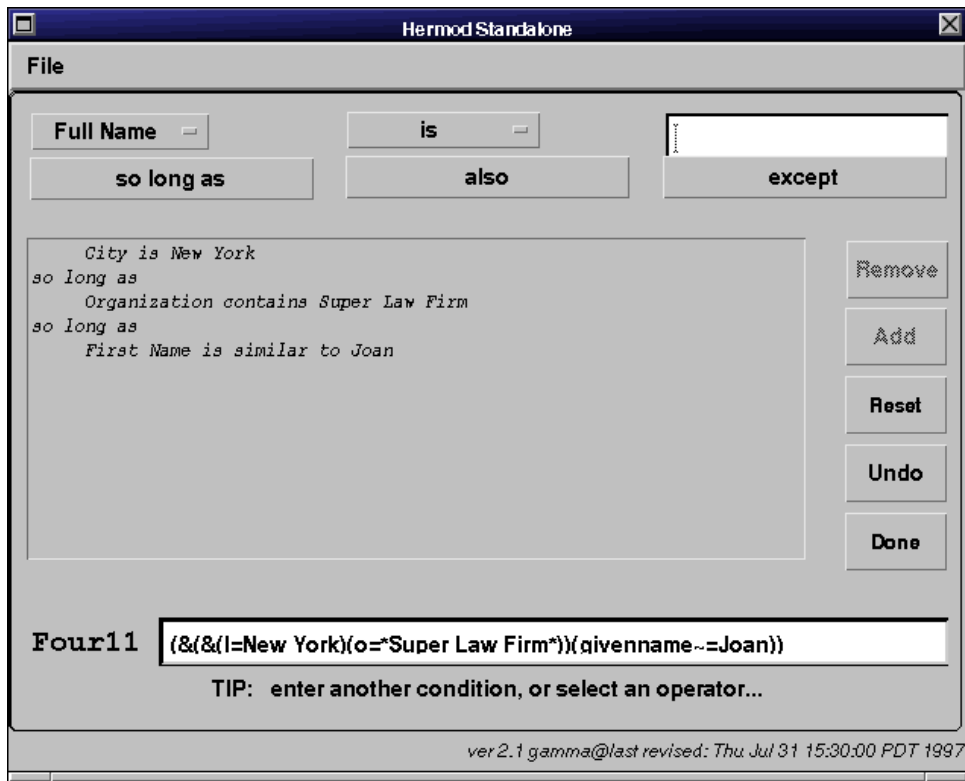 Hermod Standalone
File
Full Name is
so long as also except
City is New York
so long as
Organization contains Super Law Firm
so long as
First Name is similar to Joan
Remove
Add
Reset
Undo
Done
Four11 (&(&(l=New York)(o=*Super Law Firm*))(givenname~=Joan))
TIP: enter another condition, or select an operator...
ver 2.1 gamma@last revised: Thu Jul 31 15:30:00 PDT 1997